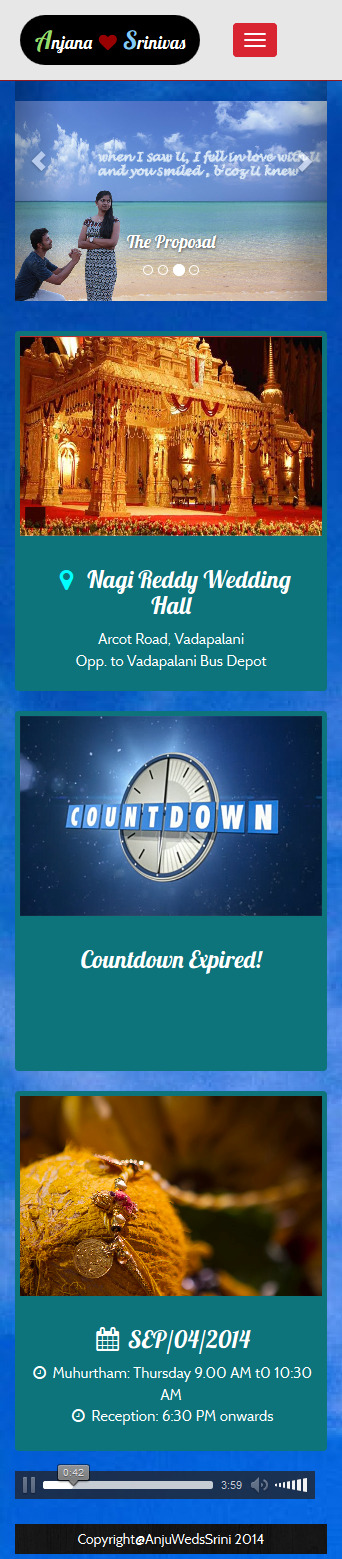 Anjana Srinivas
when I saw U, I fell in love with U
and you smiled , b'coz U knew
The Proposal
Nagi Reddy Wedding
Hall
Arcot Road, Vadapalani
Opp. to Vadapalani Bus Depot
COUNTDOWN
Countdown Expired!
SEP/04/2014
Muhurtham: Thursday 9.00 AM t0 10:30
AM
Reception: 6:30 PM onwards
0:42
3:59
Copyright@AnjuWedsSrini 2014